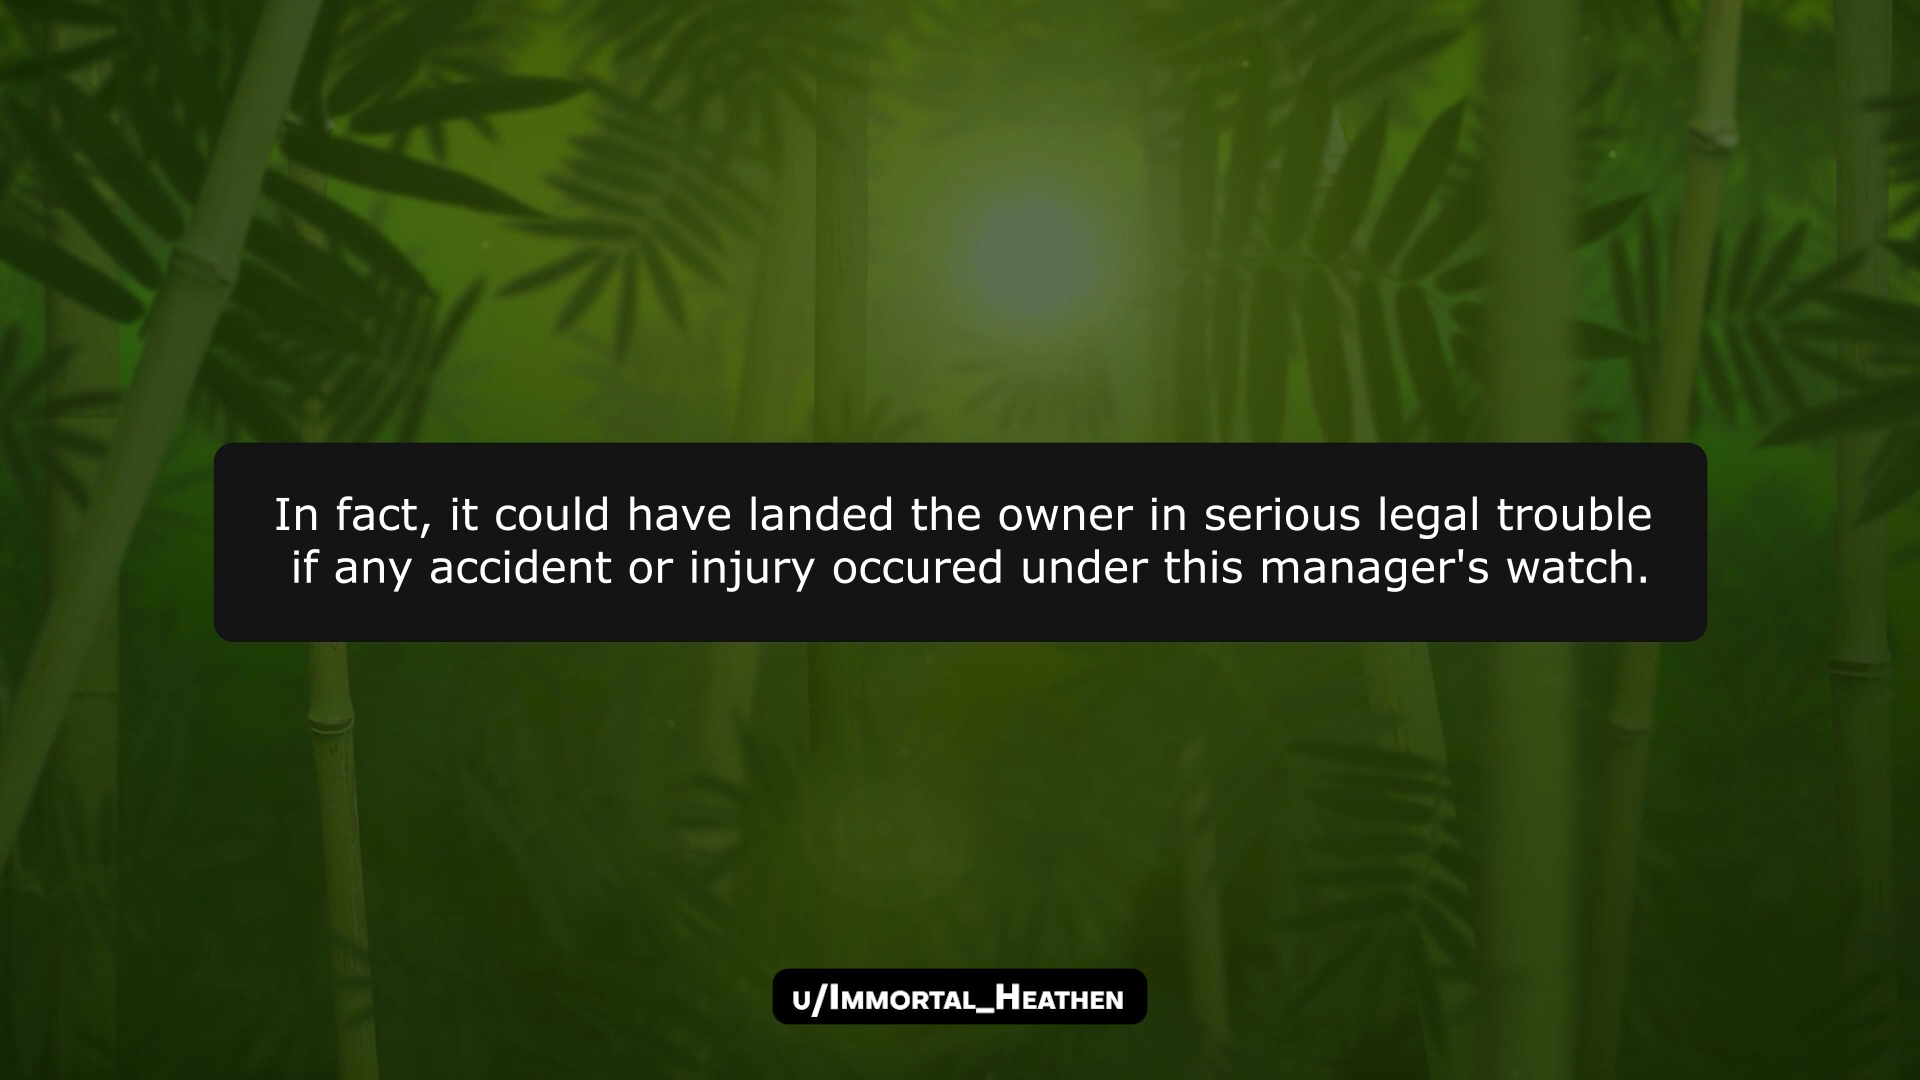 In fact, it could have landed the owner in serious legal trouble
if any accident or injury occured under this manager's watch.
u/Immortal_Heathen